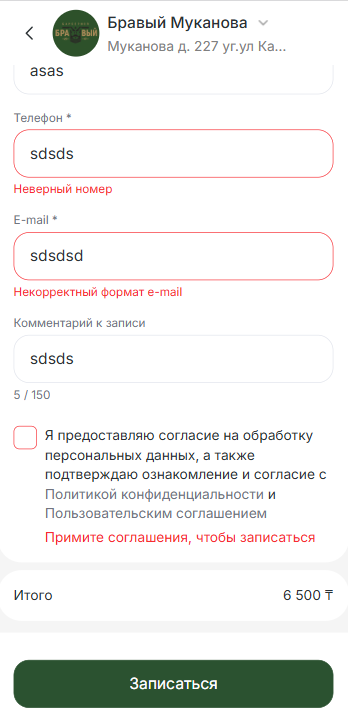 Бравый Муканова
Муканова д. 227 уг.ул Ка...
БРАВЫЙ
asas
Телефон *
sdsds
Неверный номер
E-mail *
sdsdsd
Некорректный формат e-mail
Комментарий к записи
sdsds
5 / 150
Я предоставляю согласие на обработку
персональных данных, а также
подтверждаю ознакомление и согласие с
Политикой конфиденциальности и
Пользовательским соглашением
Примите соглашения, чтобы записаться
Итого 6 500 ₸
Записаться